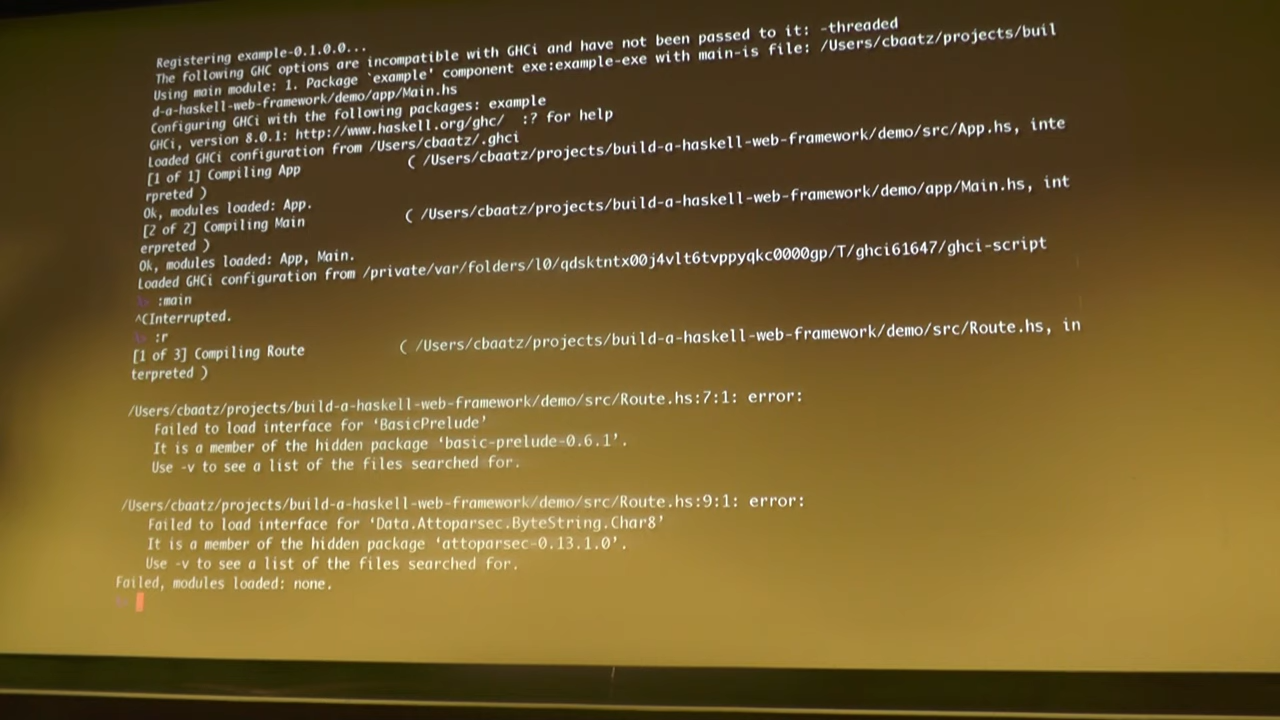 Registering example-0.1.0.0...
The following GHC options are incompatible with GHCi and have not been passed to it: -threaded
Using main module: 1. Package `example' component exe:example-exe with main-is file: /Users/cbaatz/projects/buil
d-a-haskell-web-framework/demo/app/Main.hs
Configuring GHCi with the following packages: example
GHCi, version 8.0.1: http://www.haskell.org/ghc/  :? for help
Loaded GHCi configuration from /Users/cbaatz/.ghci
[1 of 1] Compiling App              ( /Users/cbaatz/projects/build-a-haskell-web-framework/demo/src/App.hs, inte
rpreted )
Ok, modules loaded: App.
[2 of 2] Compiling Main             ( /Users/cbaatz/projects/build-a-haskell-web-framework/demo/app/Main.hs, int
erpreted )
Ok, modules loaded: App, Main.
Loaded GHCi configuration from /private/var/folders/l0/qdsktntx00j4vlt6tvppyqkc0000gp/T/ghci61647/ghci-script
:main
^CInterrupted.
:r
[1 of 3] Compiling Route            ( /Users/cbaatz/projects/build-a-haskell-web-framework/demo/src/Route.hs, in
terpreted )
/Users/cbaatz/projects/build-a-haskell-web-framework/demo/src/Route.hs:7:1: error:
Failed to load interface for ‘BasicPrelude’
It is a member of the hidden package ‘basic-prelude-0.6.1’.
Use -v to see a list of the files searched for.
/Users/cbaatz/projects/build-a-haskell-web-framework/demo/src/Route.hs:9:1: error:
Failed to load interface for ‘Data.Attoparsec.ByteString.Char8’
It is a member of the hidden package ‘attoparsec-0.13.1.0’.
Use -v to see a list of the files searched for.
Failed, modules loaded: none.